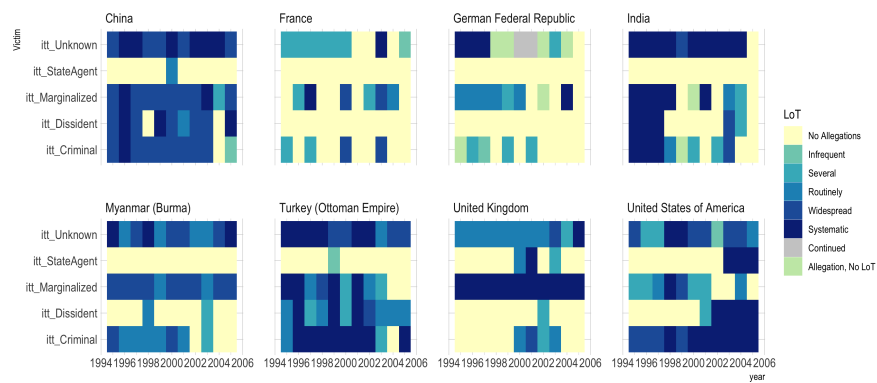 China
France
German Federal Republic
India
Victim
itt_Unknown
itt_StateAgent
itt_Marginalized
itt_Dissident
itt_Criminal
LoT
No Allegations
Infrequent
Several
Routinely
Widespread
Systematic
Continued
Allegation, No LoT
Myanmar (Burma)
Turkey (Ottoman Empire)
United Kingdom
United States of America
itt_Unknown
itt_StateAgent
itt_Marginalized
itt_Dissident
itt_Criminal
1994 1996 1998 2000 2002 2004 2006
1994 1996 1998 2000 2002 2004 2006
1994 1996 1998 2000 2002 2004 2006
1994 1996 1998 2000 2002 2004 2006
year